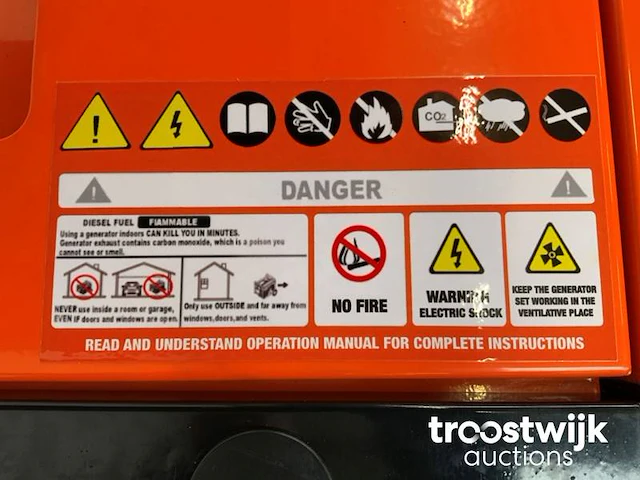 CO2
DANGER
DIESEL FUEL FIAMMABLE
Using a generator indoors CAN KILL YOU IN MINUTES.
Generator exhaust contains carbon monoxide, which is a poison you
cannot see or smell.
NEVER use inside a room or garage,
EVEN IF doors and windows are open.
Only use OUTSIDE and far away from
windows,doors,and vents.
NO FIRE
WARNING
ELECTRIC SHOCK
KEEP THE GENERATOR
SET WORKING IN THE
VENTILATIVE PLACE
READ AND UNDERSTAND OPERATION MANUAL FOR COMPLETE INSTRUCTIONS
troostwijk
auctions